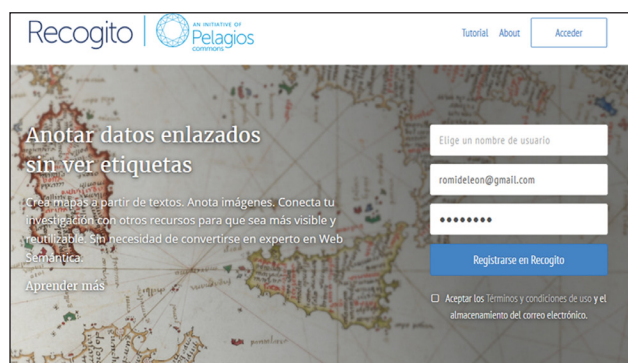 Recogito
AN INITIATIVE OF
Pelagios
commons
Tutorial About Acceder
Anotar datos enlazados
sin ver etiquetas
Crea mapas a partir de textos. Anota imágenes. Conecta tu
investigación con otros recursos para que sea más visible y
reutilizable. Sin necesidad de convertirse en experto en Web
Semántica.
Aprender más
Elige un nombre de usuario
romideleon@gmail.com
••••••••
Registrarse en Recogito
Aceptar los Términos y condiciones de uso y el
almacenamiento del correo electrónico.